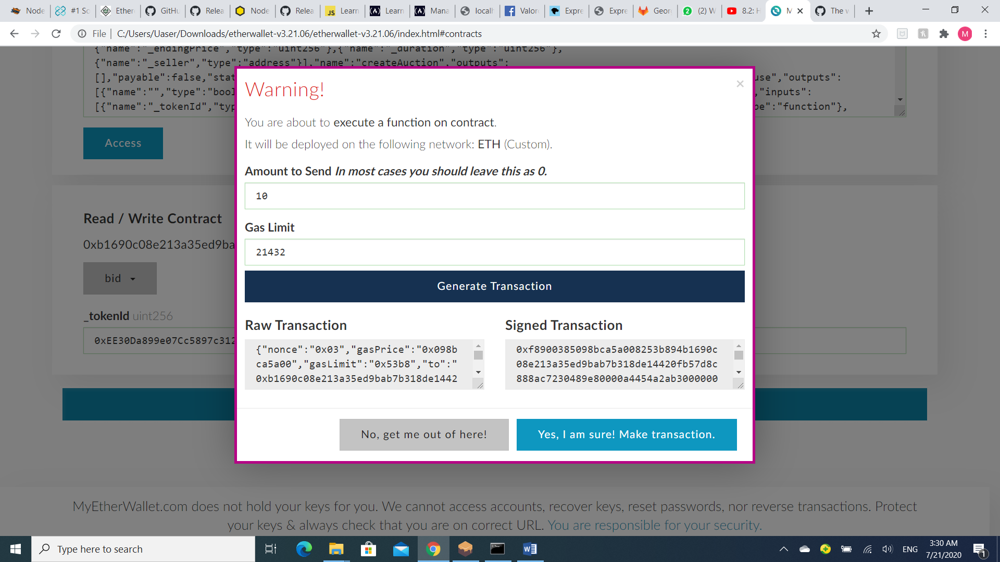 Node
#1 So
Ether
GitHu
Relea
Node
Relea
Learn
Learn
Mana
localh
Valor
Expre
Expre
Geor
(2) W
8.2: H
M
The w
File C:/Users/Uaser/Downloads/etherwallet-v3.21.06/etherwallet-v3.21.06/index.html#contracts
M
{"name":"_endingPrice","type":"uint256"},{"name":"_duration","type":"uint256"},
{"name":"_seller","type":"address"}],"name":"createAuction","outputs":
[],"payable":false,"stat use","outputs":
[{"name":"","type":"bool ,"inputs":
[{"name":"_tokenId","typ pe":"function"},
Access
Warning!
×
You are about to execute a function on contract.
It will be deployed on the following network: ETH (Custom).
Amount to Send In most cases you should leave this as 0.
10
Gas Limit
21432
Generate Transaction
Raw Transaction
{"nonce":"0x03","gasPrice":"0x098b
ca5a00","gasLimit":"0x53b8","to":"
0xb1690c08e213a35ed9bab7b318de1442
Signed Transaction
0xf8900385098bca5a008253b894b1690c
08e213a35ed9bab7b318de14420fb57d8c
888ac7230489e80000a4454a2ab3000000
No, get me out of here!
Yes, I am sure! Make transaction.
Read / Write Contract
0xb1690c08e213a35ed9ba
bid
_tokenId uint256
0xEE30Da899e07Cc5897c312
MyEtherWallet.com does not hold your keys for you. We cannot access accounts, recover keys, reset passwords, nor reverse transactions. Protect
your keys & always check that you are on correct URL. You are responsible for your security.
Type here to search
ENG
3:30 AM
7/21/2020
1